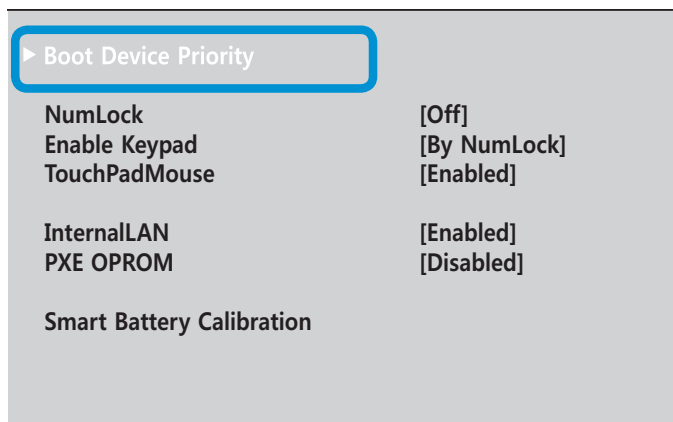 ▶ Boot Device Priority
NumLock [Off]
Enable Keypad [By NumLock]
TouchPadMouse [Enabled]
InternalLAN [Enabled]
PXE OPROM [Disabled]
Smart Battery Calibration